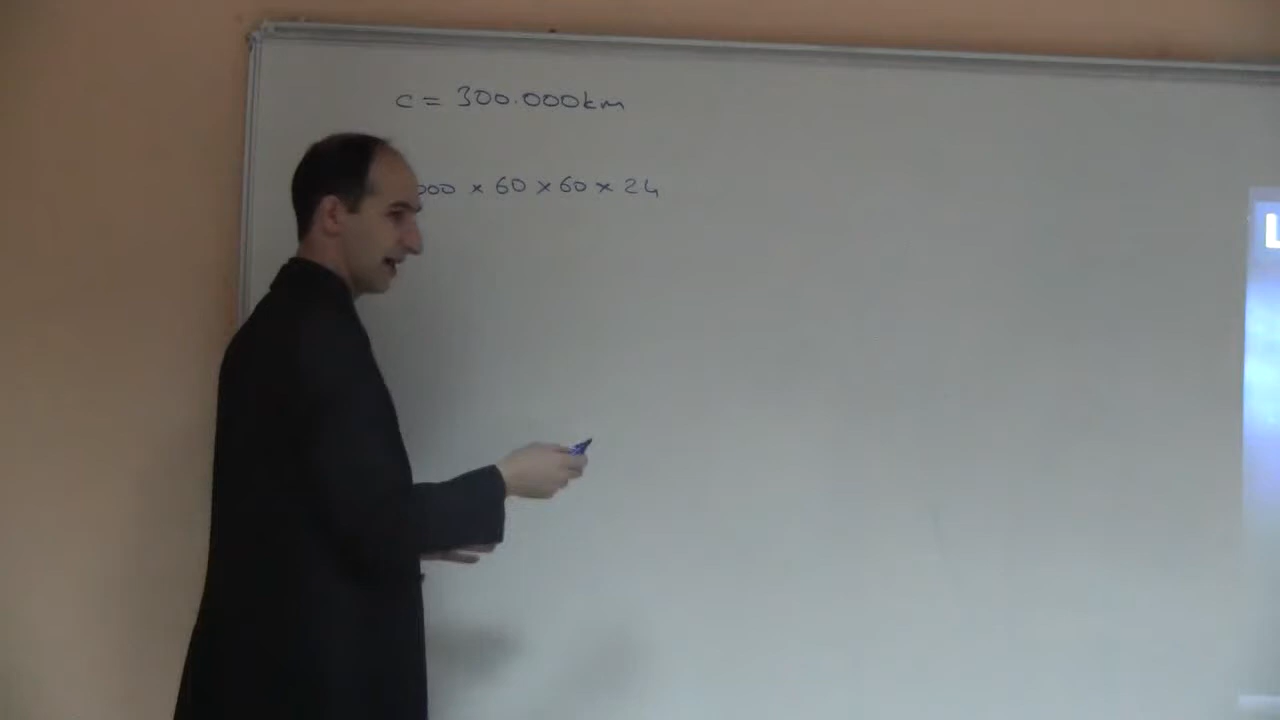 c = 300.000km
000 × 60 × 60 × 24
L